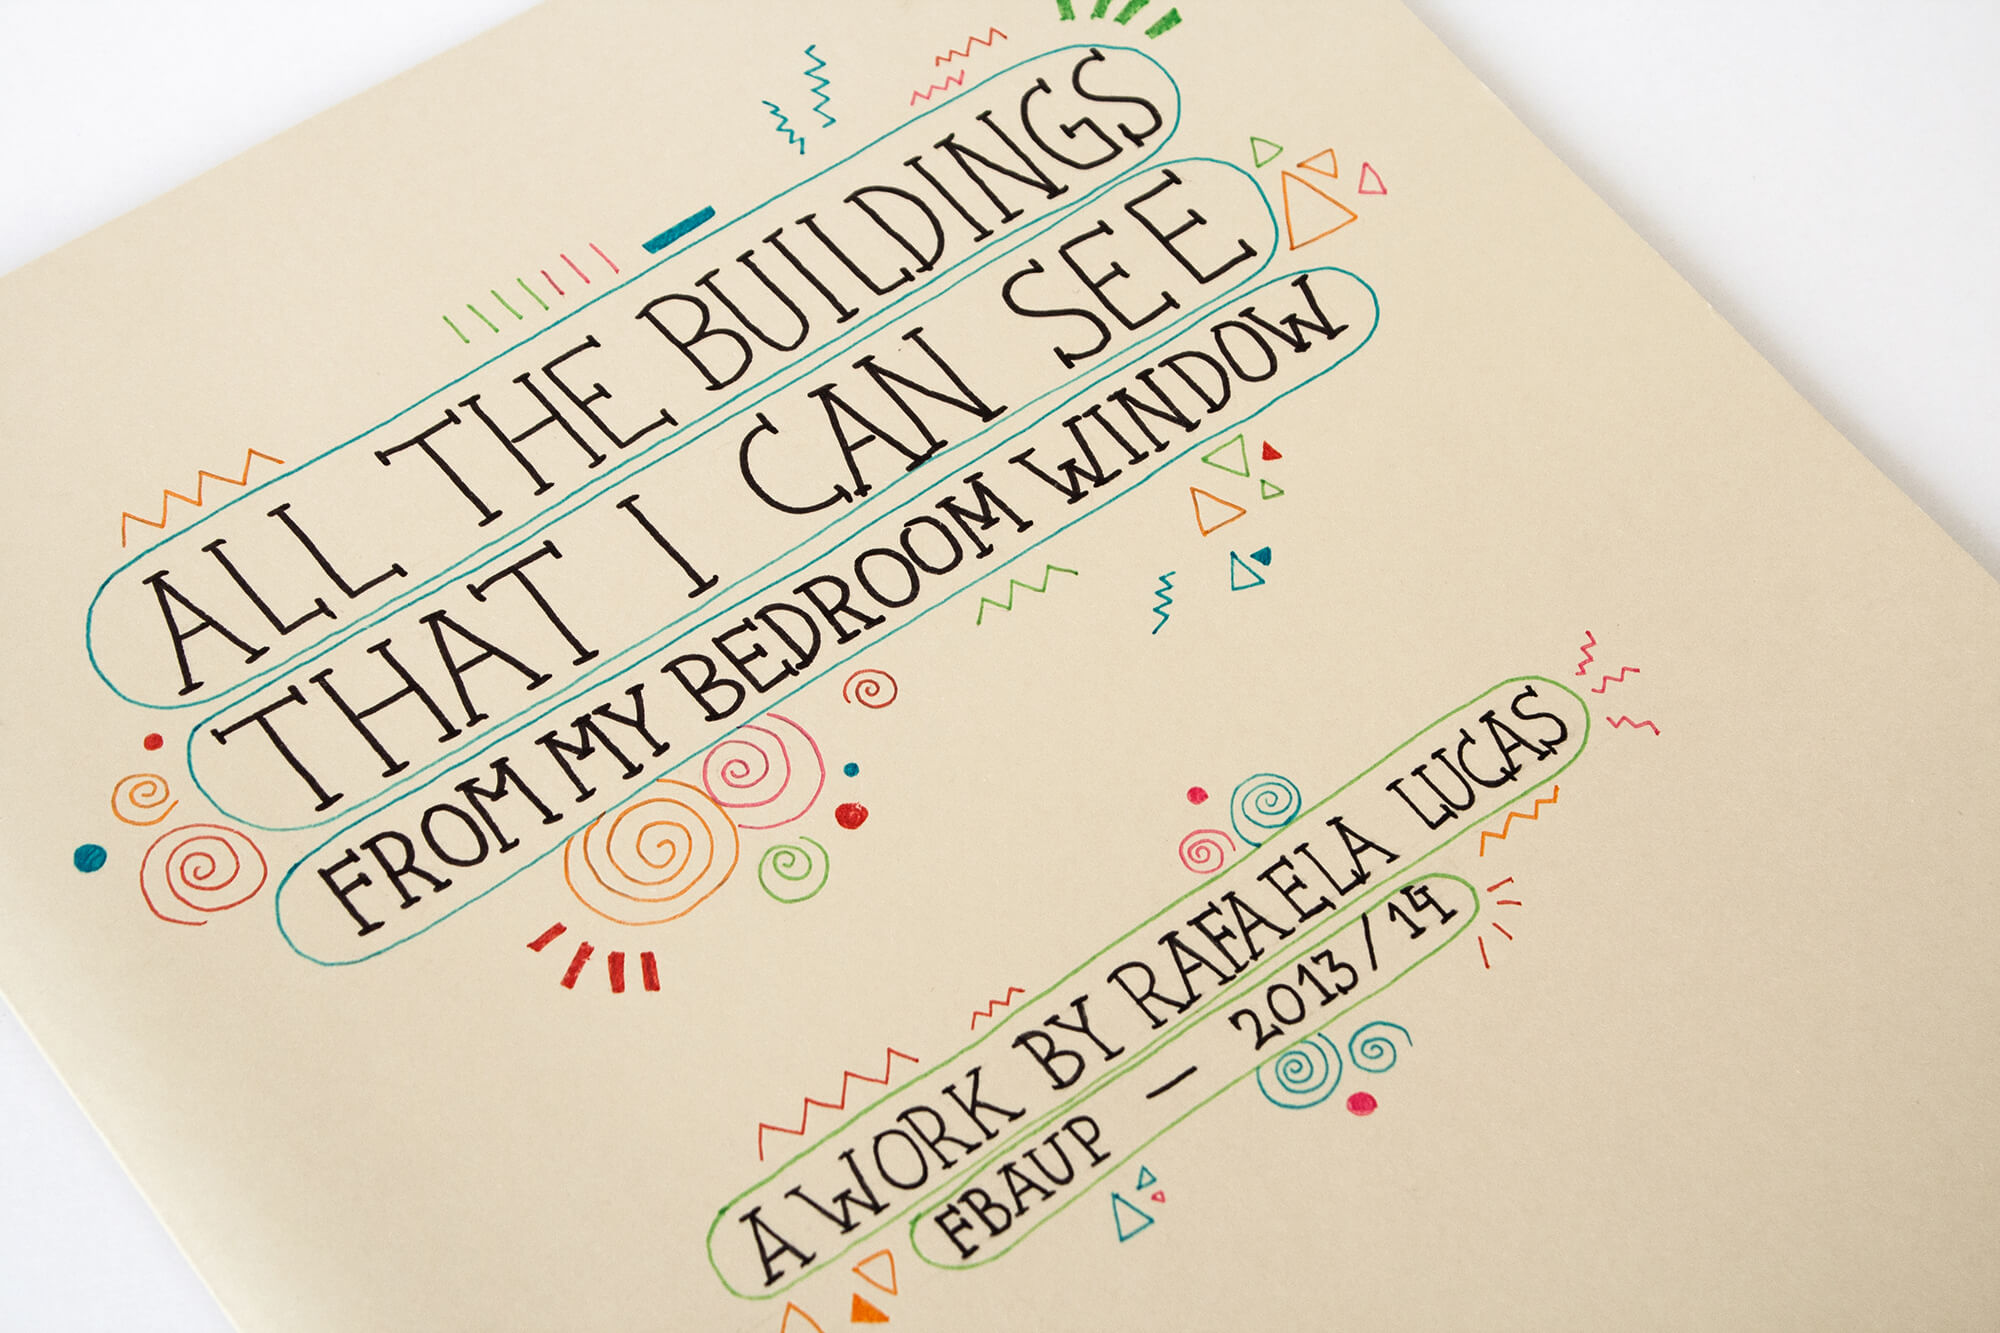 ALL THE BUILDINGS
THAT I CAN SEE
FROM MY BEDROOM WINDOW
A WORK BY RAFAELA LUCAS
FBAUP — 2013/14